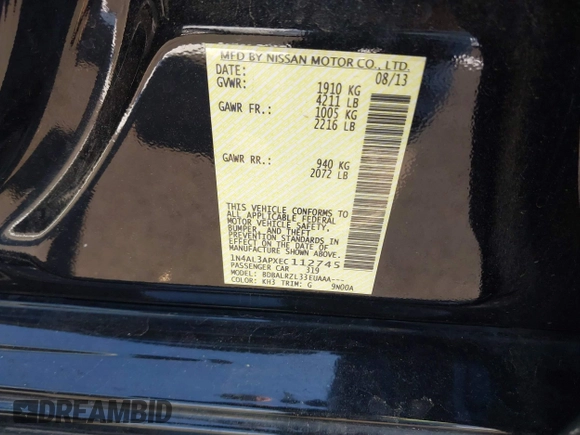 MFD BY NISSAN MOTOR CO., LTD.
DATE: 08/13
GVWR: 1910 KG
4211 LB
GAWR FR.: 1005 KG
2216 LB
GAWR RR.: 940 KG
2072 LB
THIS VEHICLE CONFORMS TO
ALL APPLICABLE FEDERAL
MOTOR VEHICLE SAFETY,
BUMPER, AND THEFT
PREVENTION STANDARDS IN
EFFECT ON THE DATE OF
MANUFACTURE SHOWN ABOVE.
1N4AL3APXEC112745
PASSENGER CAR 319
MODEL: BDBALRZL33EUAAA---
COLOR: KH3 TRIM: G 9N00A
DREAMBID